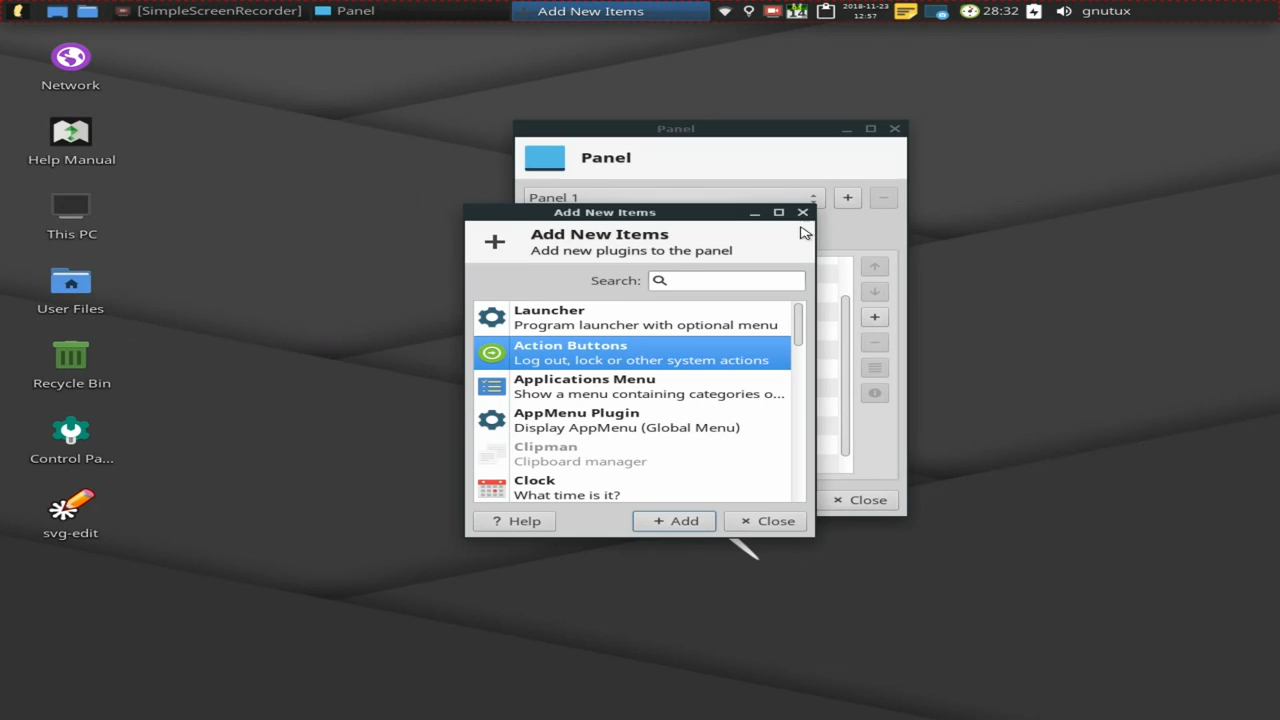 [SimpleScreenRecorder]
Panel
Add New Items
2018-11-23
12:57
28:32
gnutux
Network
Help Manual
This PC
User Files
Recycle Bin
Control Pa...
svg-edit
Panel
Panel
Panel 1
Close
Add New Items
Add New Items
Add new plugins to the panel
Search:
Launcher
Program launcher with optional menu
Action Buttons
Log out, lock or other system actions
Applications Menu
Show a menu containing categories o...
AppMenu Plugin
Display AppMenu (Global Menu)
Clipman
Clipboard manager
Clock
What time is it?
? Help
+ Add
Close